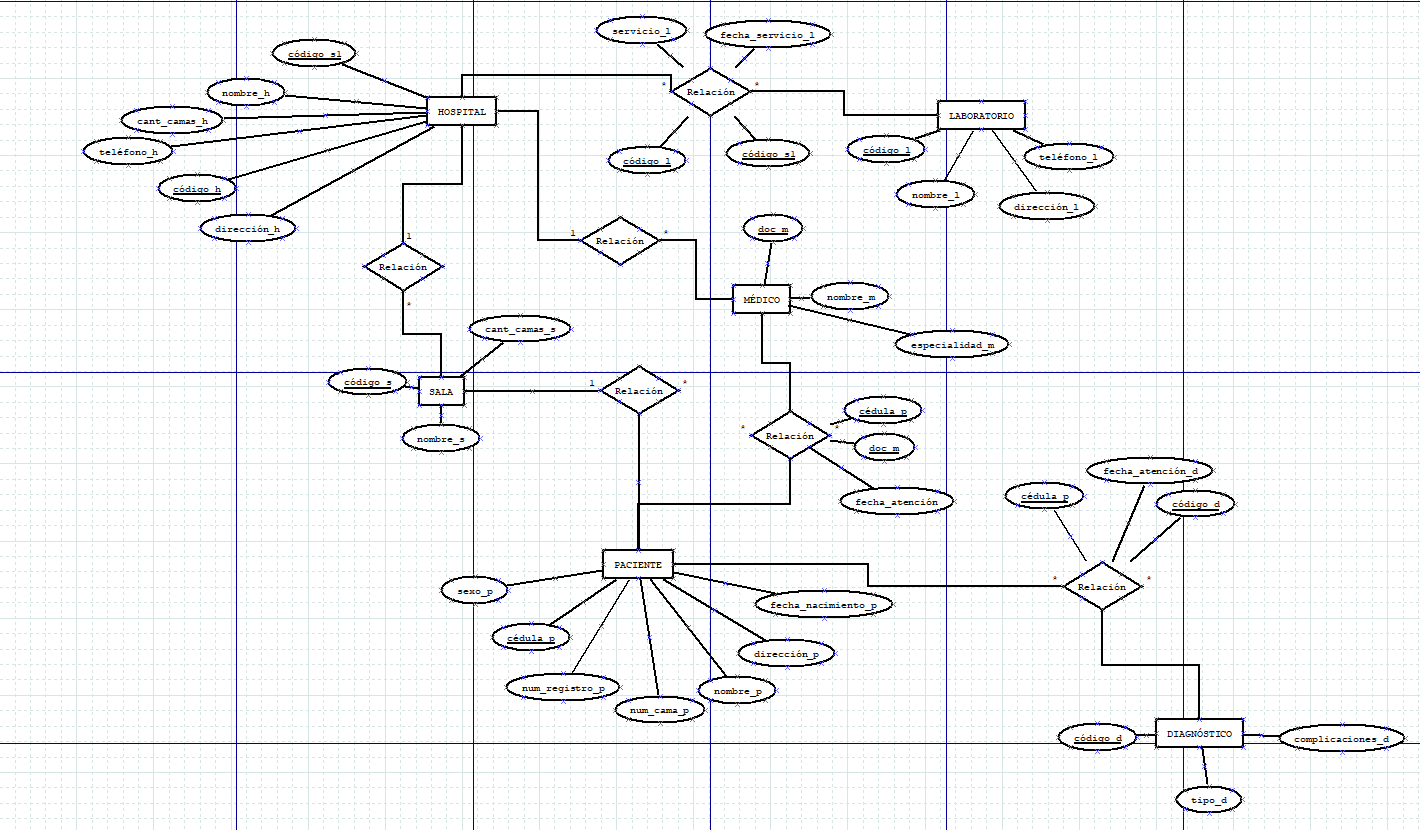 servicio_l
fecha_servicio_l
código_sl
nombre_h
HOSPITAL
*
Relación
*
cant_camas_h
LABORATORIO
teléfono_h
código_l
código_sl
código_l
teléfono_l
código_h
nombre_l
dirección_l
dirección_h
doc_m
1
1
Relación
*
Relación
*
MÉDICO
nombre_m
cant_camas_s
especialidad_m
código_s
SALA
1
Relación
*
nombre_s
cédula_p
*
Relación
*
doc_m
fecha_atención
fecha_atención_d
cédula_p
código_d
PACIENTE
*
Relación
*
sexo_p
fecha_nacimiento_p
cédula_p
dirección_p
num_registro_p
nombre_p
num_cama_p
código_d
DIAGNÓSTICO
complicaciones_d
tipo_d